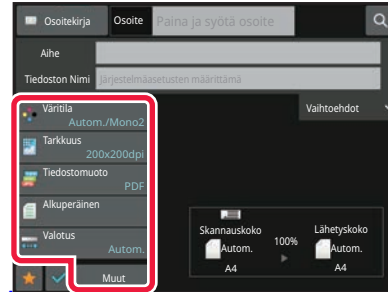 Osoitekirja
Osoite
Paina ja syötä osoite
Aihe
Tiedoston Nimi
Järjestelmäasetusten määrittämä
Väritila
Autom./Mono2
Vaihtoehdot
Tarkkuus
200x200dpi
Tiedostomuoto
PDF
Alkuperäinen
Valotus
Autom.
Skannauskoko
Autom.
A4
100%
Lähetyskoko
Autom.
A4
Muut